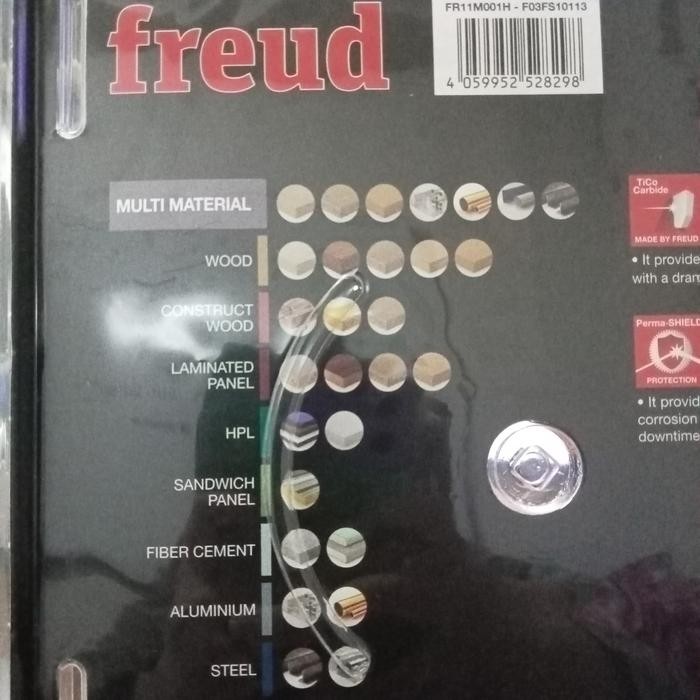 FR11M001H - F03FS10113
freud
4 059952 528298
MULTI MATERIAL
WOOD
CONSTRUCT
WOOD
LAMINATED
PANEL
HPL
SANDWICH
PANEL
FIBER CEMENT
ALUMINIUM
STEEL
TiCo
Carbide
MADE BY FREUD
• It provide
with a dram
Perma-SHIELD
PROTECTION
• It provid
corrosion
downtime